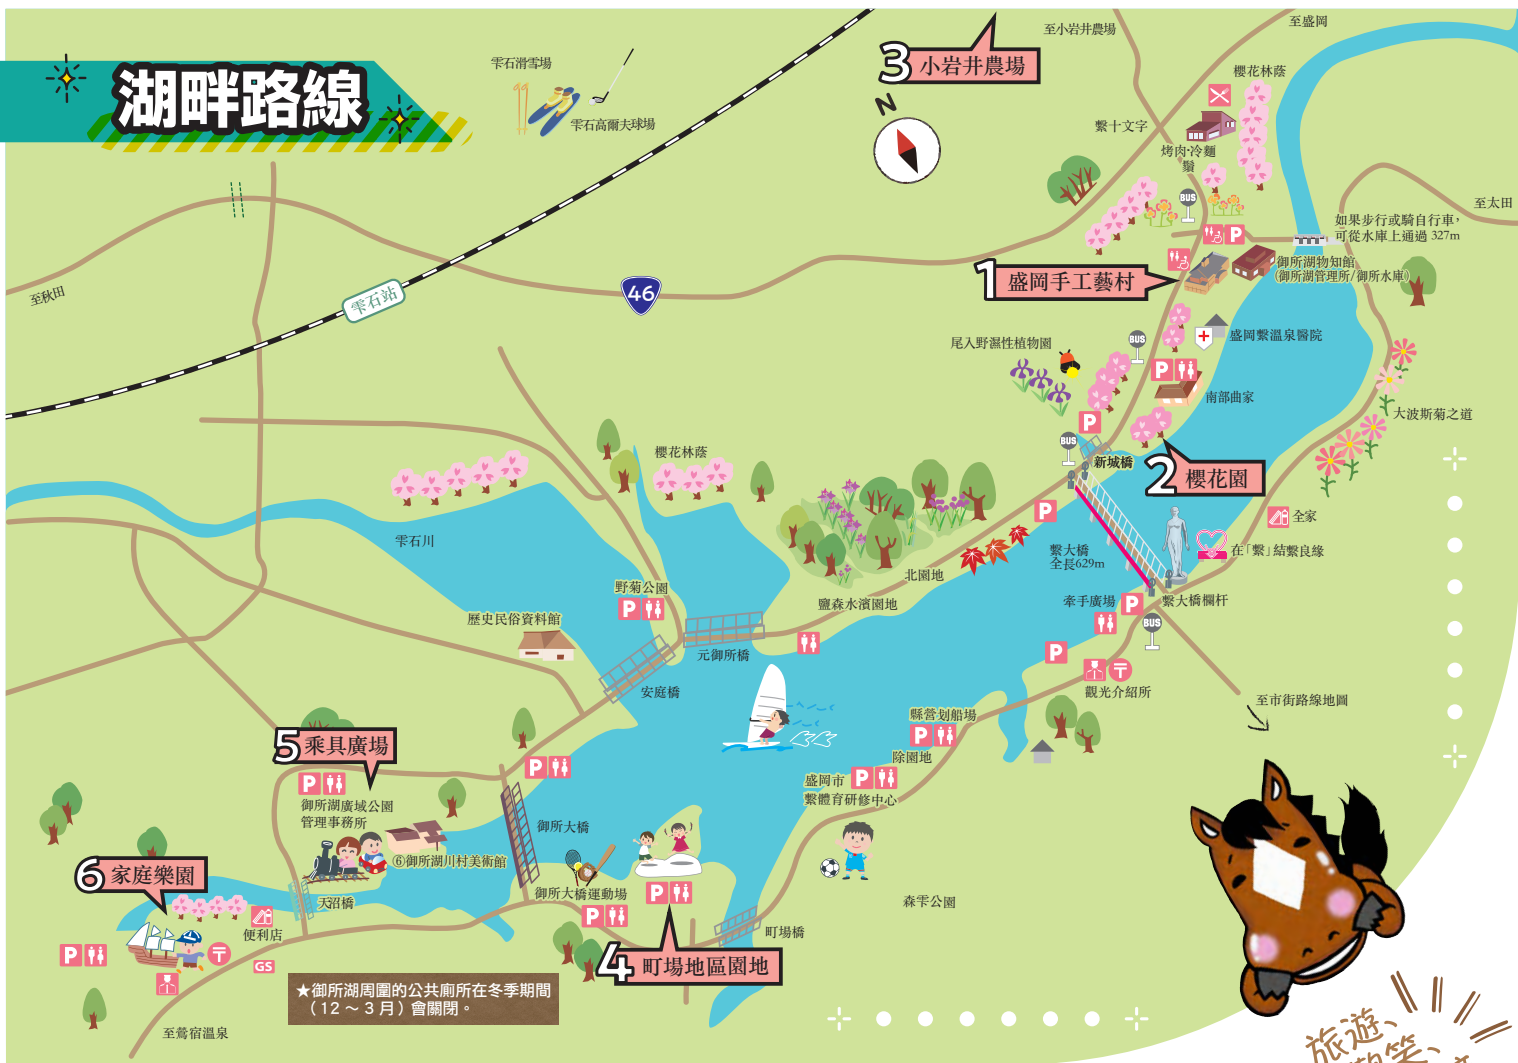 湖畔路線
雫石滑雪場
雫石高爾夫球場
3 小岩井農場
至小岩井農場
至盛岡
N
櫻花林蔭
繫十文字
烤肉・冷麵
鬚
BUS
至太田
如果步行或騎自行車，
可從水庫上通過 327m
P
御所湖物知館
(御所湖管理所/御所水庫)
1 盛岡手工藝村
46
雫石站
至秋田
盛岡繫溫泉醫院
尾入野濕性植物園
BUS
P
南部曲家
大波斯菊之道
P
BUS
新城橋
2 櫻花園
櫻花林蔭
雫石川
P
全家
繫大橋
全長629m
在「繫」結繫良緣
北園地
鹽森水濱園地
牽手廣場
P
繫大橋欄杆
BUS
野菊公園
P
歷史民俗資料館
元御所橋
安庭橋
P
〒
觀光介紹所
至市街路線地圖
縣營划船場
P
除園地
盛岡市
P
繫體育研修中心
5 乘具廣場
P
P
御所湖廣域公園
管理事務所
御所大橋
⑥御所湖川村美術館
6 家庭樂園
天沼橋
便利店
御所大橋運動場
P
P
森雫公園
町場橋
P
〒
GS
4 町場地區園地
★御所湖周圍的公共廁所在冬季期間
（12 ～ 3 月）會關閉。
至鶯宿溫泉
旅遊、
笑、